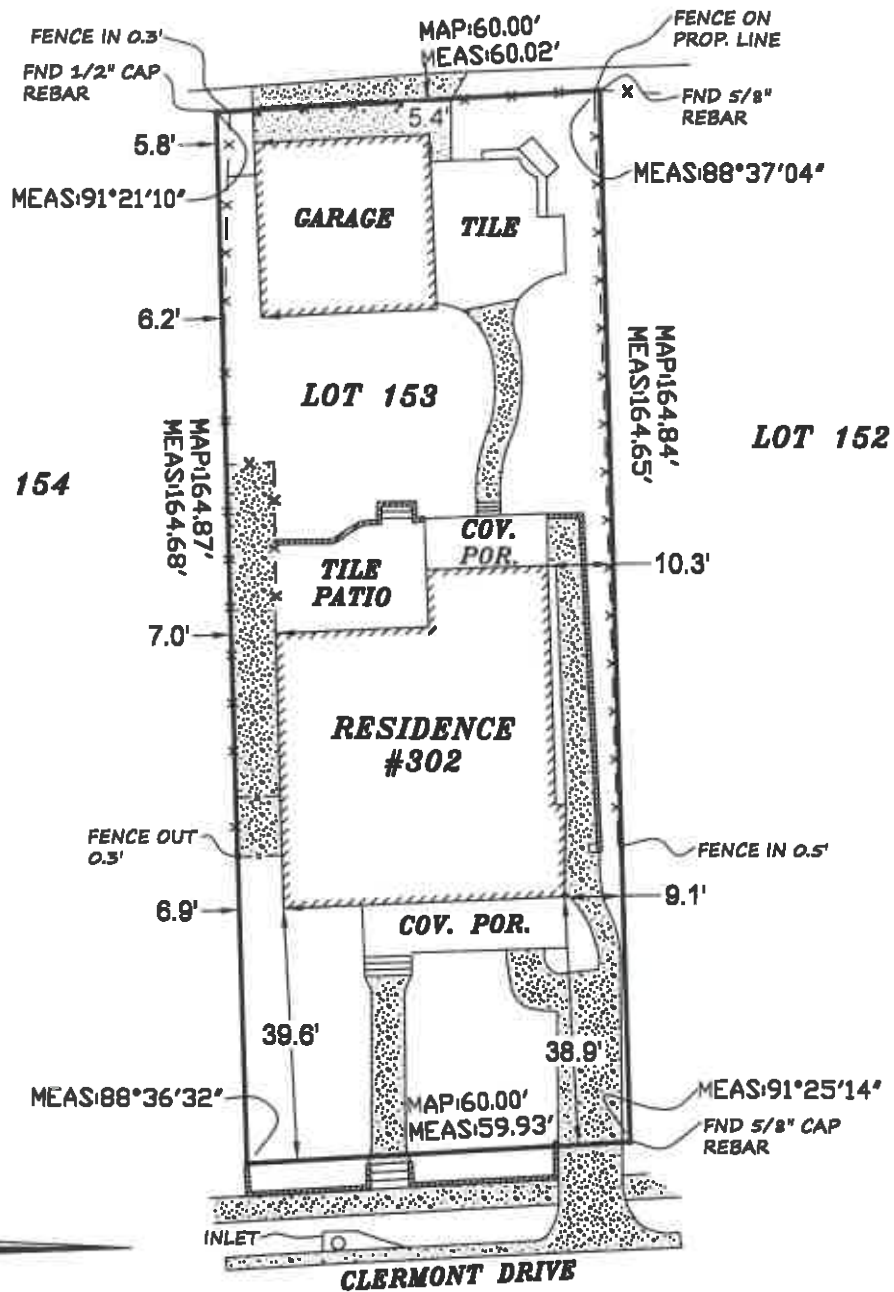 FENCE IN 0.3'
MAP:60.00'
MEAS:60.02'
FENCE ON
PROP. LINE
FND 1/2" CAP
REBAR
FND 5/8"
REBAR
5.8'
5.4'
MEAS:91°21'10"
MEAS:88°37'04"
GARAGE
TILE
6.2'
LOT 153
MAP:164.84'
MEAS:164.65'
LOT 152
154
MAP:164.87'
MEAS:164.68'
COV.
POR.
10.3'
TILE
PATIO
7.0'
RESIDENCE
#302
FENCE OUT
0.3'
FENCE IN 0.5'
6.9'
9.1'
COV. POR.
39.6'
38.9'
MEAS:88°36'32"
MAP:60.00'
MEAS:59.93'
MEAS:91°25'14"
FND 5/8" CAP
REBAR
INLET
CLERMONT DRIVE